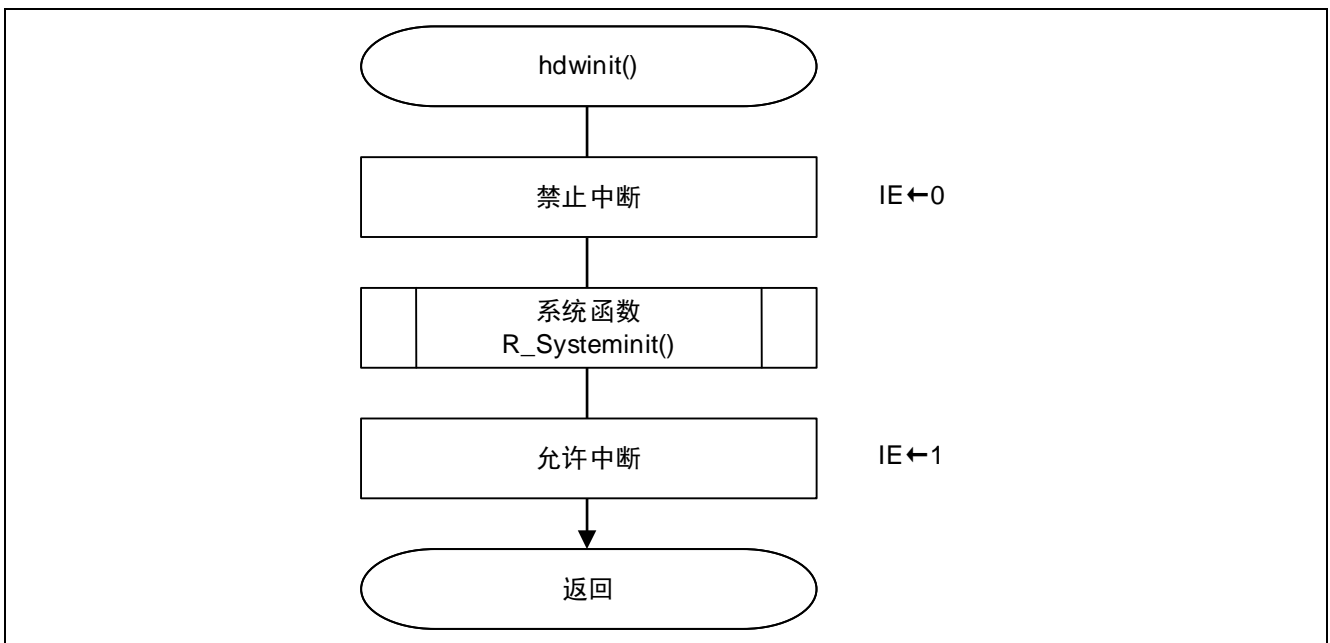 hdwinit()
禁止中断
IE←0
系统函数
R_Systeminit()
允许中断
IE←1
返回